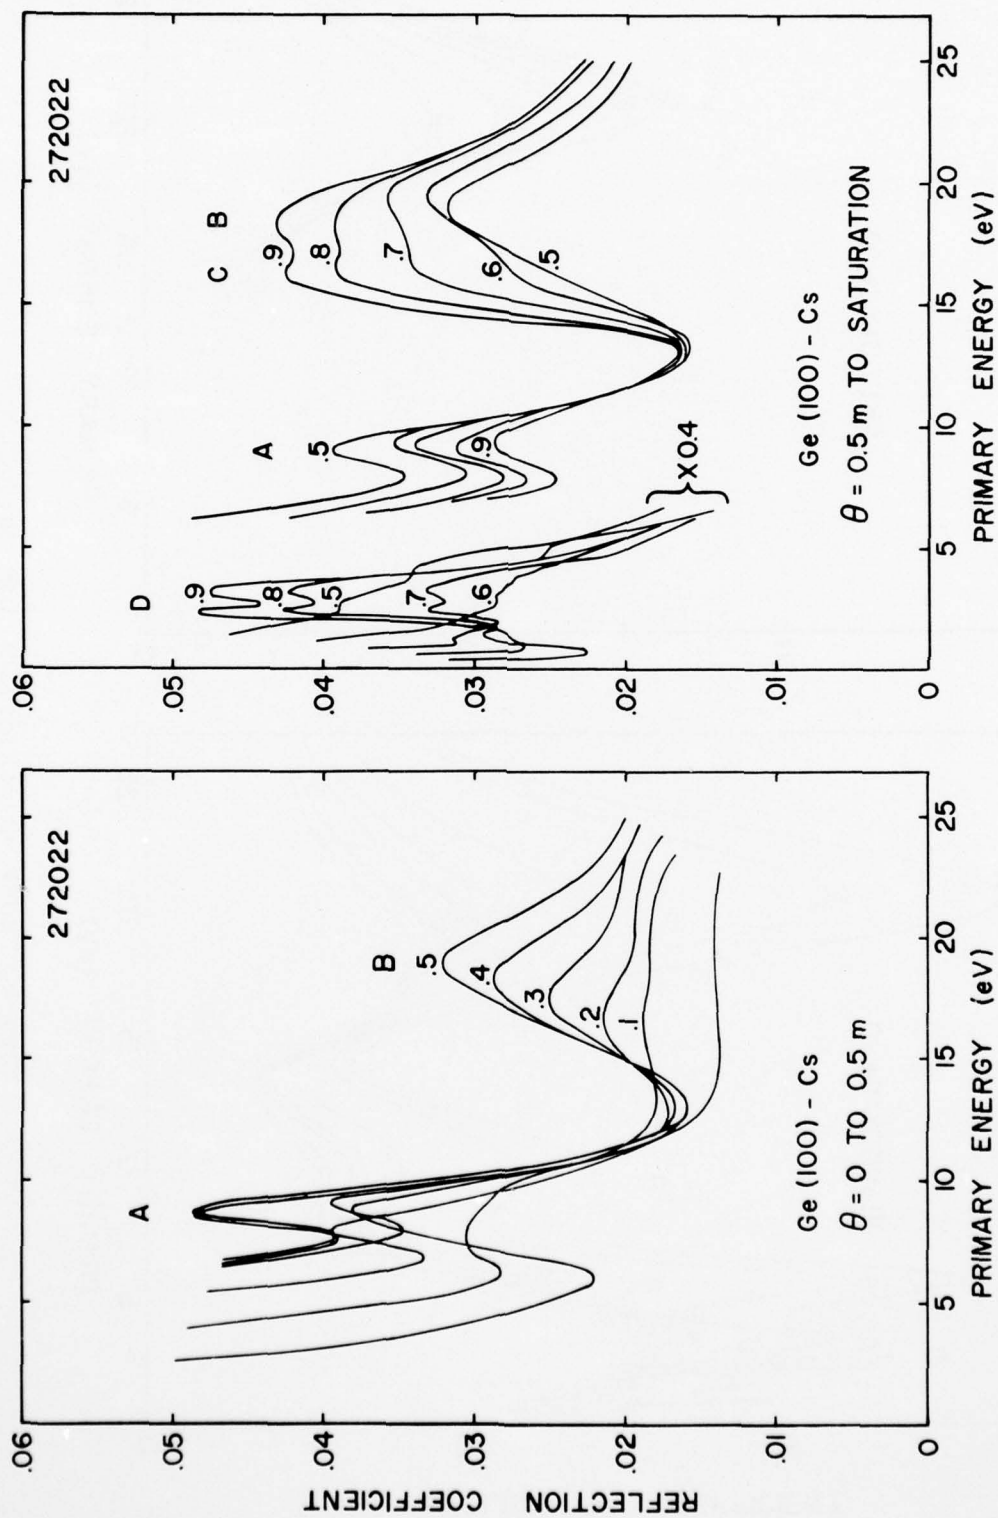 REFLECTION
COEFFICIENT
.06
.05
.04
.03
.02
.01
0
5
10
15
20
25
PRIMARY ENERGY (eV)
272022
A
B
.5
.4
.3
.2
.1
Ge (100) - Cs
θ = 0 TO 0.5 m
.06
.05
.04
.03
.02
.01
0
5
10
15
20
25
PRIMARY ENERGY (eV)
272022
D
A
C
B
.9
.8
.5
.7
.6
.5
.9
.9
.8
.7
.6
.5
X 0.4
Ge (100) - Cs
θ = 0.5 m TO SATURATION